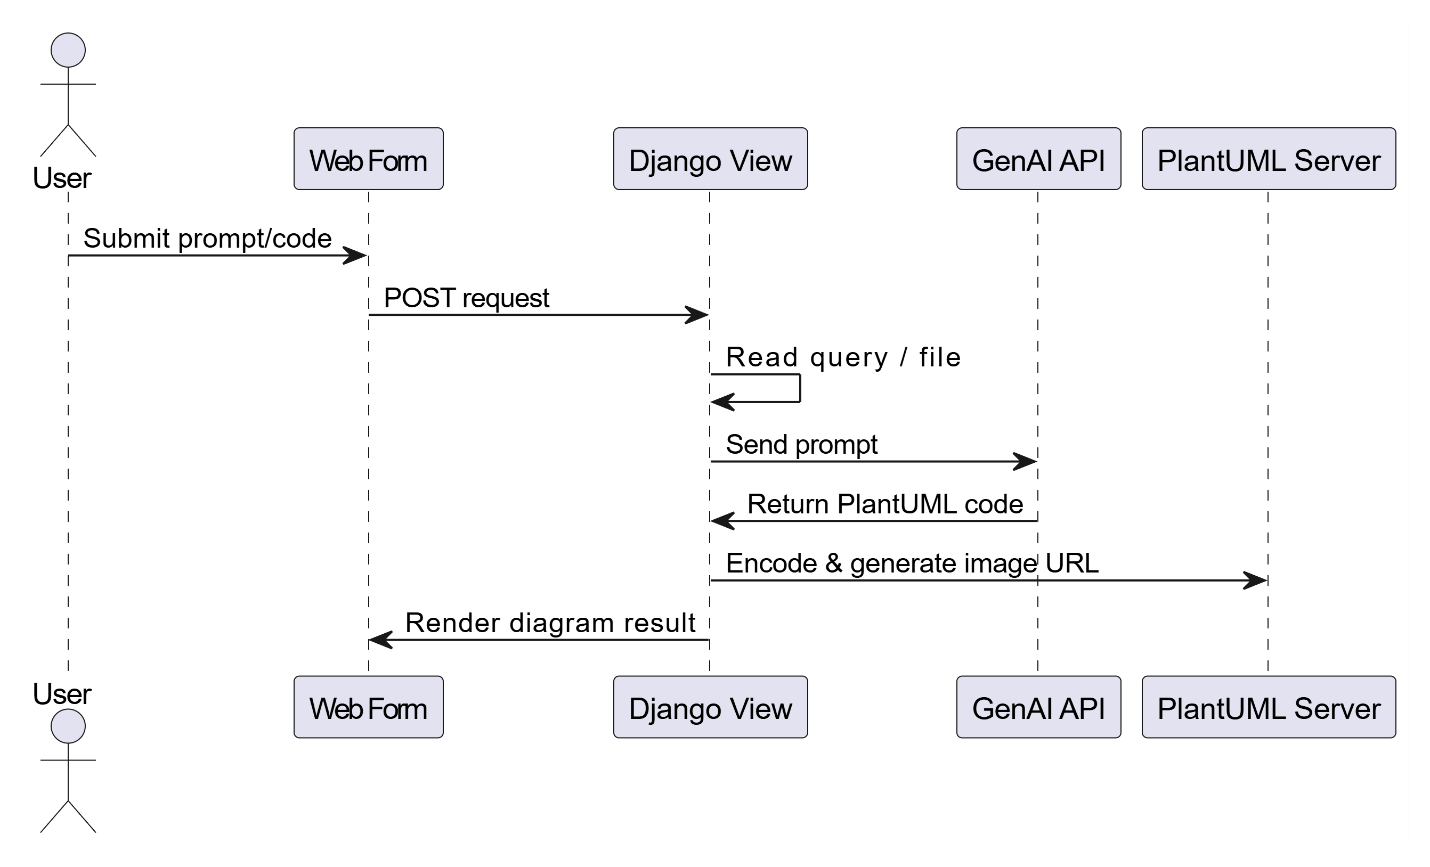 User
Web Form
Django View
GenAI API
PlantUML Server
Submit prompt/code
POST request
Read query / file
Send prompt
Return PlantUML code
Encode & generate image URL
Render diagram result
User
Web Form
Django View
GenAI API
PlantUML Server